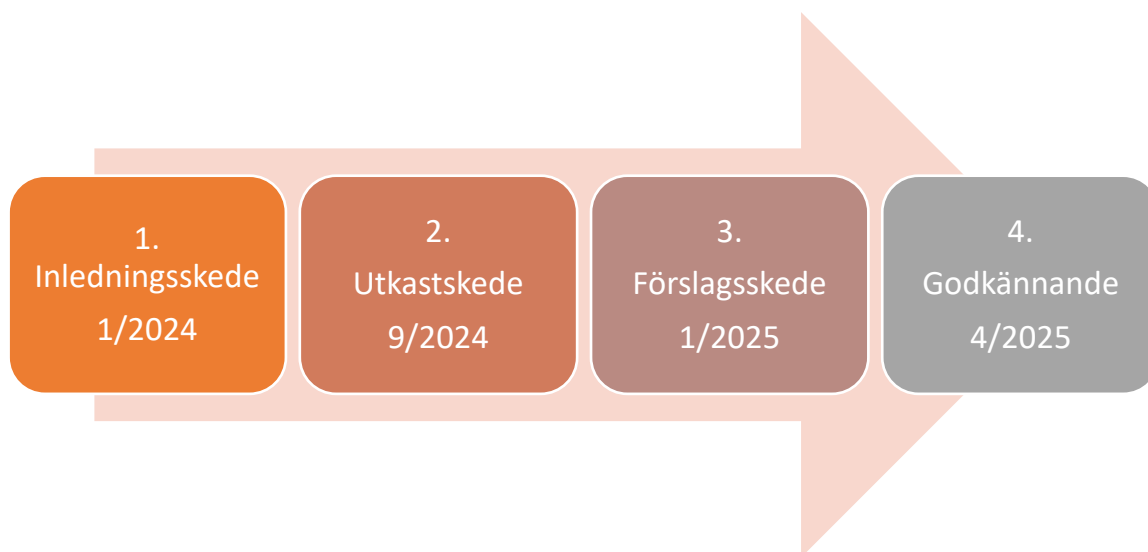 1.
Inledningsskede
1/2024
2.
Utkastskede
9/2024
3.
Förslagsskede
1/2025
4.
Godkännande
4/2025